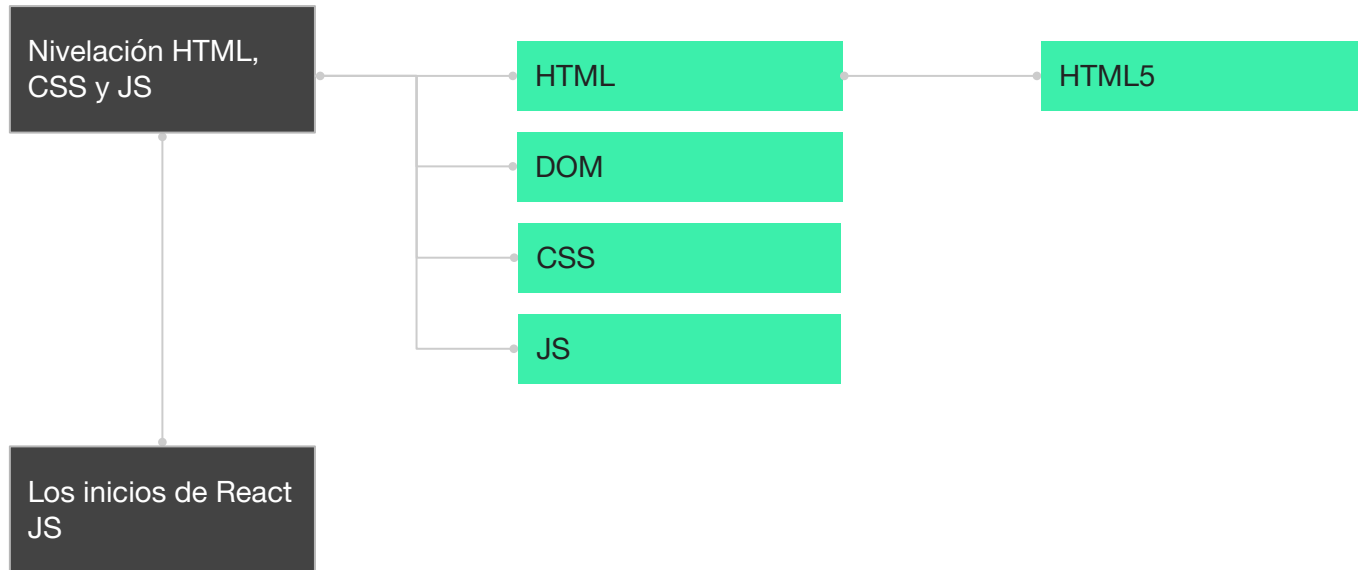 Nivelación HTML,
CSS y JS
HTML
HTML5
DOM
CSS
JS
Los inicios de React
JS